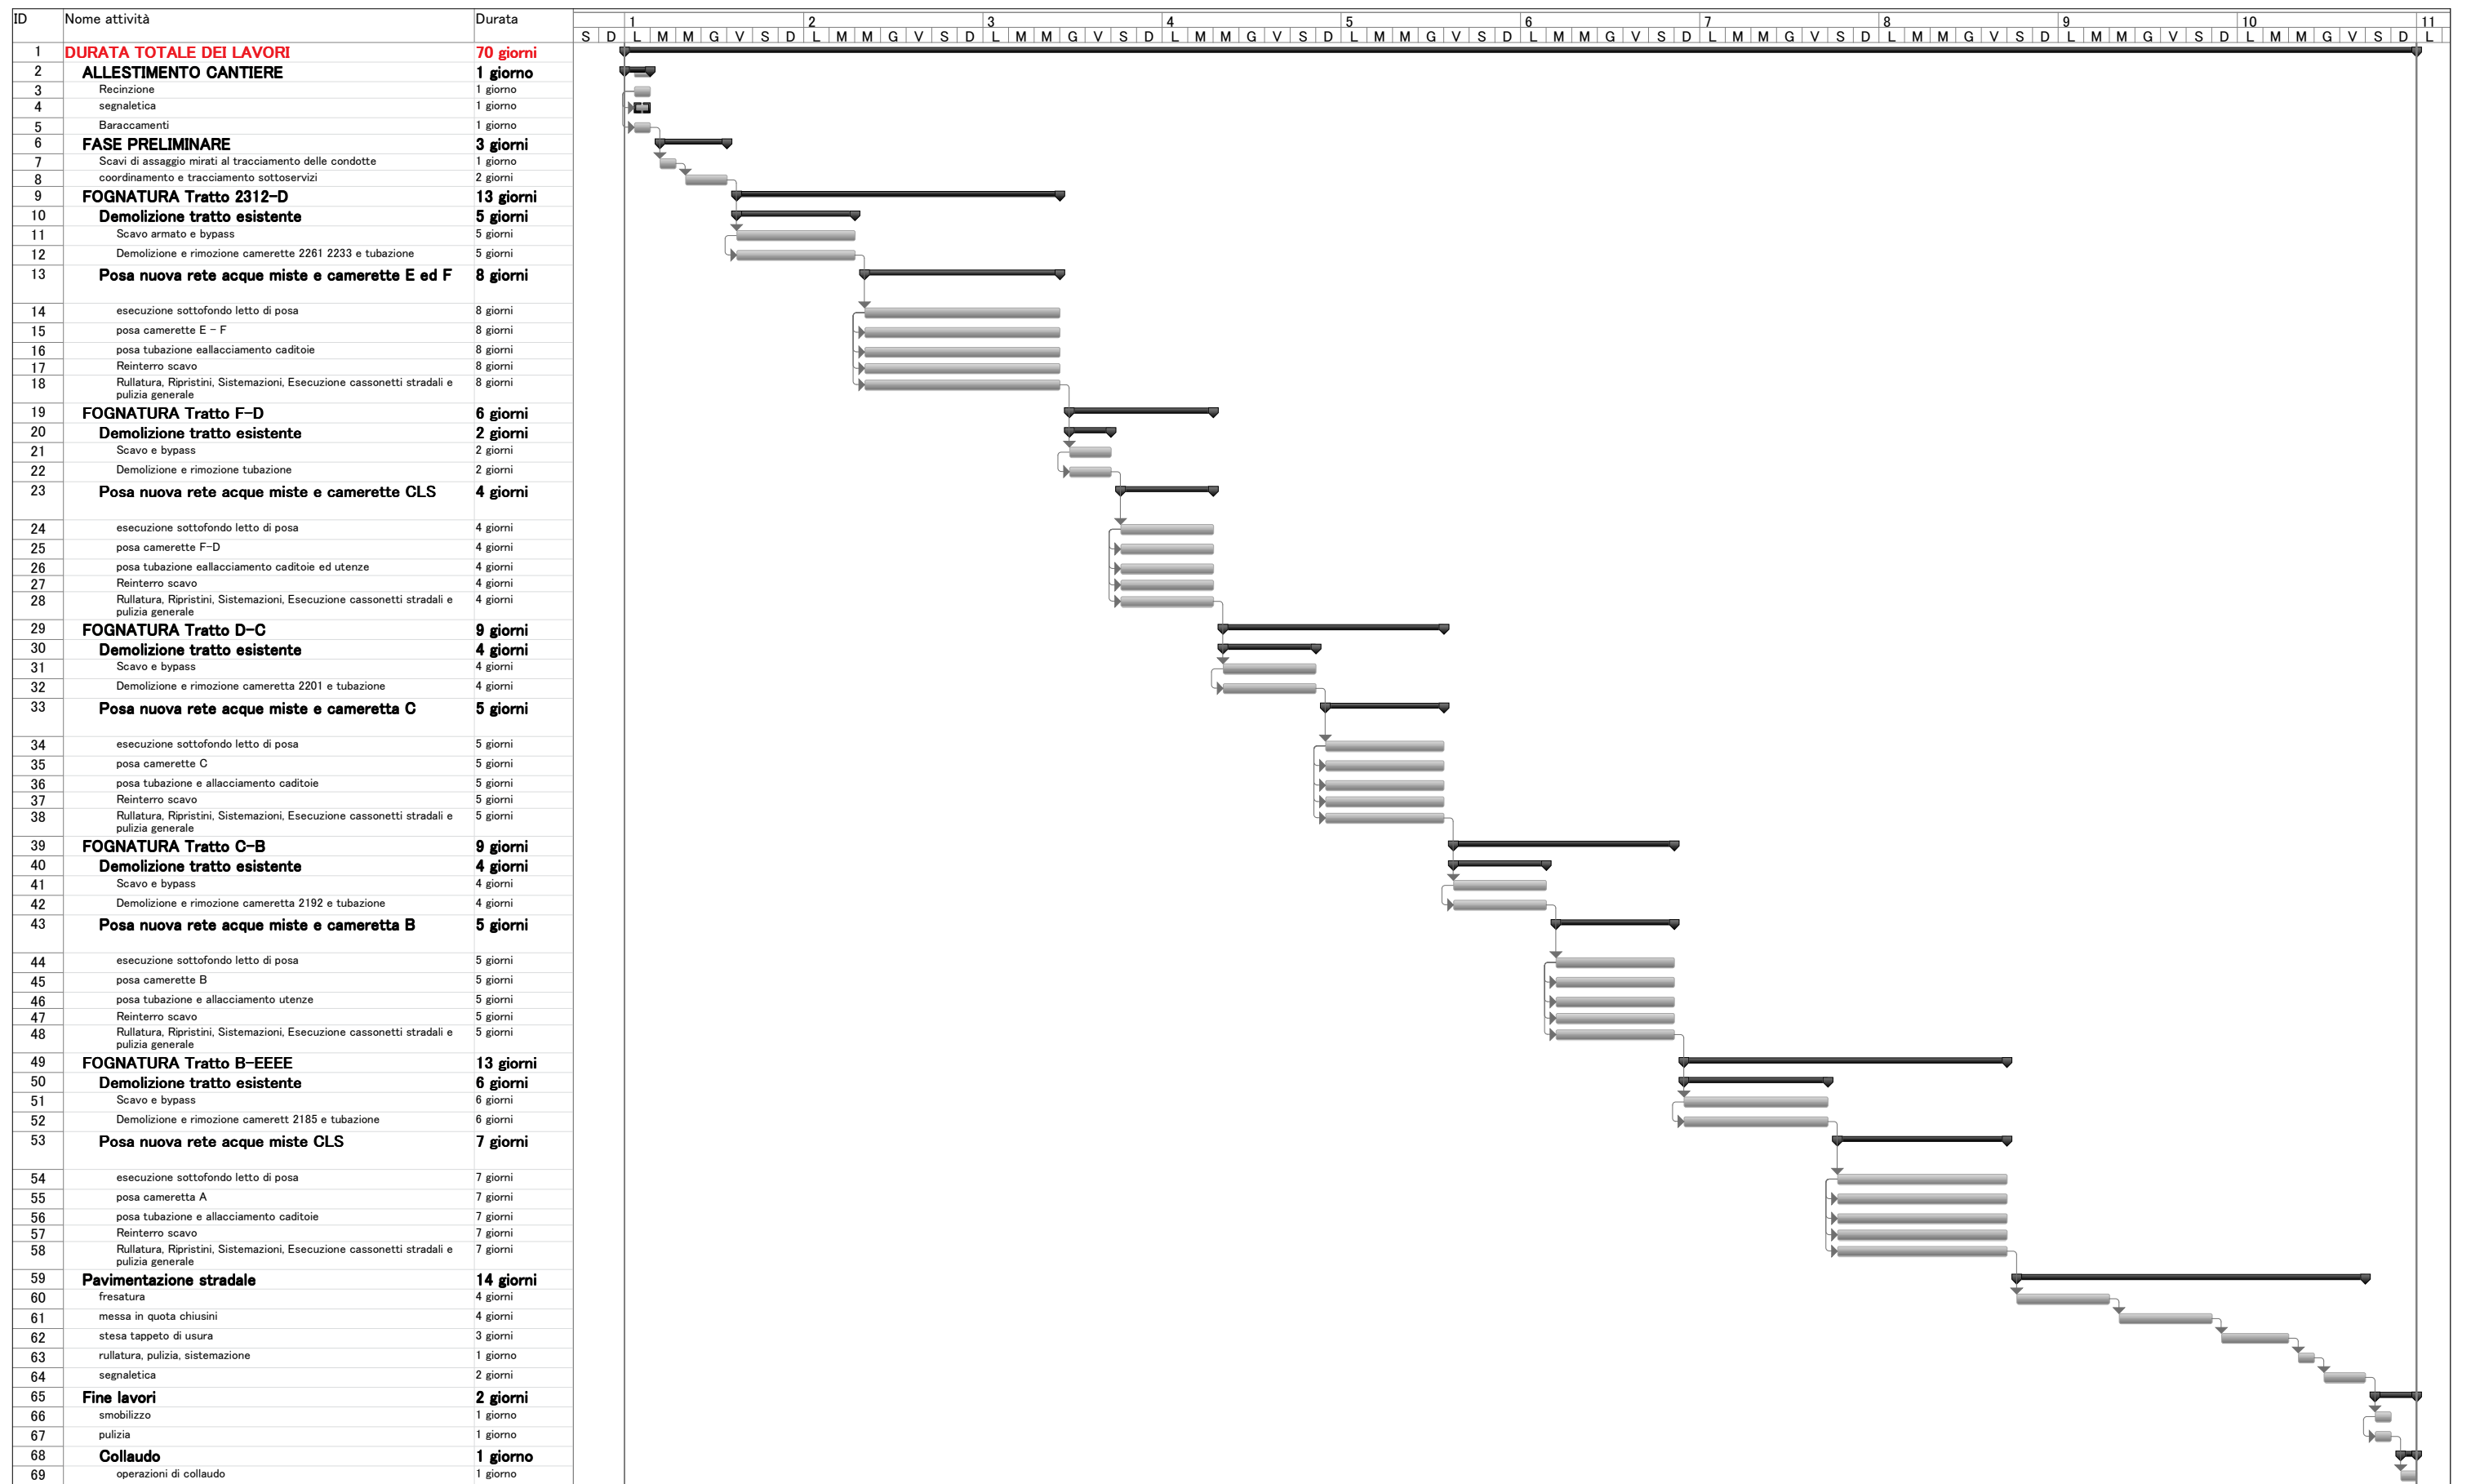 ID Nome attività Durata 1 2 3 4 5 6 7 8 9 10 11
S D L M M G V S D L M M G V S D L M M G V S D L M M G V S D L M M G V S D L M M G V S D L M M G V S D L M M G V S D L M M G V S D L M M G V S D L
1 DURATA TOTALE DEI LAVORI 70 giorni
2 ALLESTIMENTO CANTIERE 1 giorno
3 Recinzione 1 giorno
4 segnaletica 1 giorno
5 Baraccamenti 1 giorno
6 FASE PRELIMINARE 3 giorni
7 Scavi di assaggio mirati al tracciamento delle condotte 1 giorno
8 coordinamento e tracciamento sottoservizi 2 giorni
9 FOGNATURA Tratto 2312-D 13 giorni
10 Demolizione tratto esistente 5 giorni
11 Scavo armato e bypass 5 giorni
12 Demolizione e rimozione camerette 2261 2233 e tubazione 5 giorni
13 Posa nuova rete acque miste e camerette E ed F 8 giorni
14 esecuzione sottofondo letto di posa 8 giorni
15 posa camerette E - F 8 giorni
16 posa tubazione eallacciamento caditoie 8 giorni
17 Reinterro scavo 8 giorni
18 Rullatura, Ripristini, Sistemazioni, Esecuzione cassonetti stradali e 8 giorni
pulizia generale
19 FOGNATURA Tratto F-D 6 giorni
20 Demolizione tratto esistente 2 giorni
21 Scavo e bypass 2 giorni
22 Demolizione e rimozione tubazione 2 giorni
23 Posa nuova rete acque miste e camerette CLS 4 giorni
24 esecuzione sottofondo letto di posa 4 giorni
25 posa camerette F-D 4 giorni
26 posa tubazione eallacciamento caditoie ed utenze 4 giorni
27 Reinterro scavo 4 giorni
28 Rullatura, Ripristini, Sistemazioni, Esecuzione cassonetti stradali e 4 giorni
pulizia generale
29 FOGNATURA Tratto D-C 9 giorni
30 Demolizione tratto esistente 4 giorni
31 Scavo e bypass 4 giorni
32 Demolizione e rimozione cameretta 2201 e tubazione 4 giorni
33 Posa nuova rete acque miste e cameretta C 5 giorni
34 esecuzione sottofondo letto di posa 5 giorni
35 posa camerette C 5 giorni
36 posa tubazione e allacciamento caditoie 5 giorni
37 Reinterro scavo 5 giorni
38 Rullatura, Ripristini, Sistemazioni, Esecuzione cassonetti stradali e 5 giorni
pulizia generale
39 FOGNATURA Tratto C-B 9 giorni
40 Demolizione tratto esistente 4 giorni
41 Scavo e bypass 4 giorni
42 Demolizione e rimozione cameretta 2192 e tubazione 4 giorni
43 Posa nuova rete acque miste e cameretta B 5 giorni
44 esecuzione sottofondo letto di posa 5 giorni
45 posa camerette B 5 giorni
46 posa tubazione e allacciamento utenze 5 giorni
47 Reinterro scavo 5 giorni
48 Rullatura, Ripristini, Sistemazioni, Esecuzione cassonetti stradali e 5 giorni
pulizia generale
49 FOGNATURA Tratto B-EEEE 13 giorni
50 Demolizione tratto esistente 6 giorni
51 Scavo e bypass 6 giorni
52 Demolizione e rimozione camerett 2185 e tubazione 6 giorni
53 Posa nuova rete acque miste CLS 7 giorni
54 esecuzione sottofondo letto di posa 7 giorni
55 posa cameretta A 7 giorni
56 posa tubazione e allacciamento caditoie 7 giorni
57 Reinterro scavo 7 giorni
58 Rullatura, Ripristini, Sistemazioni, Esecuzione cassonetti stradali e 7 giorni
pulizia generale
59 Pavimentazione stradale 14 giorni
60 fresatura 4 giorni
61 messa in quota chiusini 4 giorni
62 stesa tappeto di usura 3 giorni
63 rullatura, pulizia, sistemazione 1 giorno
64 segnaletica 2 giorni
65 Fine lavori 2 giorni
66 smobilizzo 1 giorno
67 pulizia 1 giorno
68 Collaudo 1 giorno
69 operazioni di collaudo 1 giorno